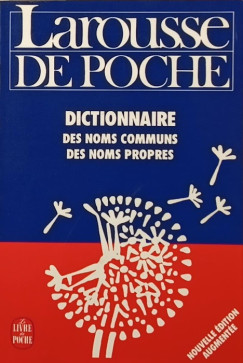 Larousse
DE POCHE
DICTIONNAIRE
DES NOMS COMMUNS
DES NOMS PROPRES
NOUVELLE ÉDITION
AUGMENTÉE
Le
LIVRE
DE
POCHE